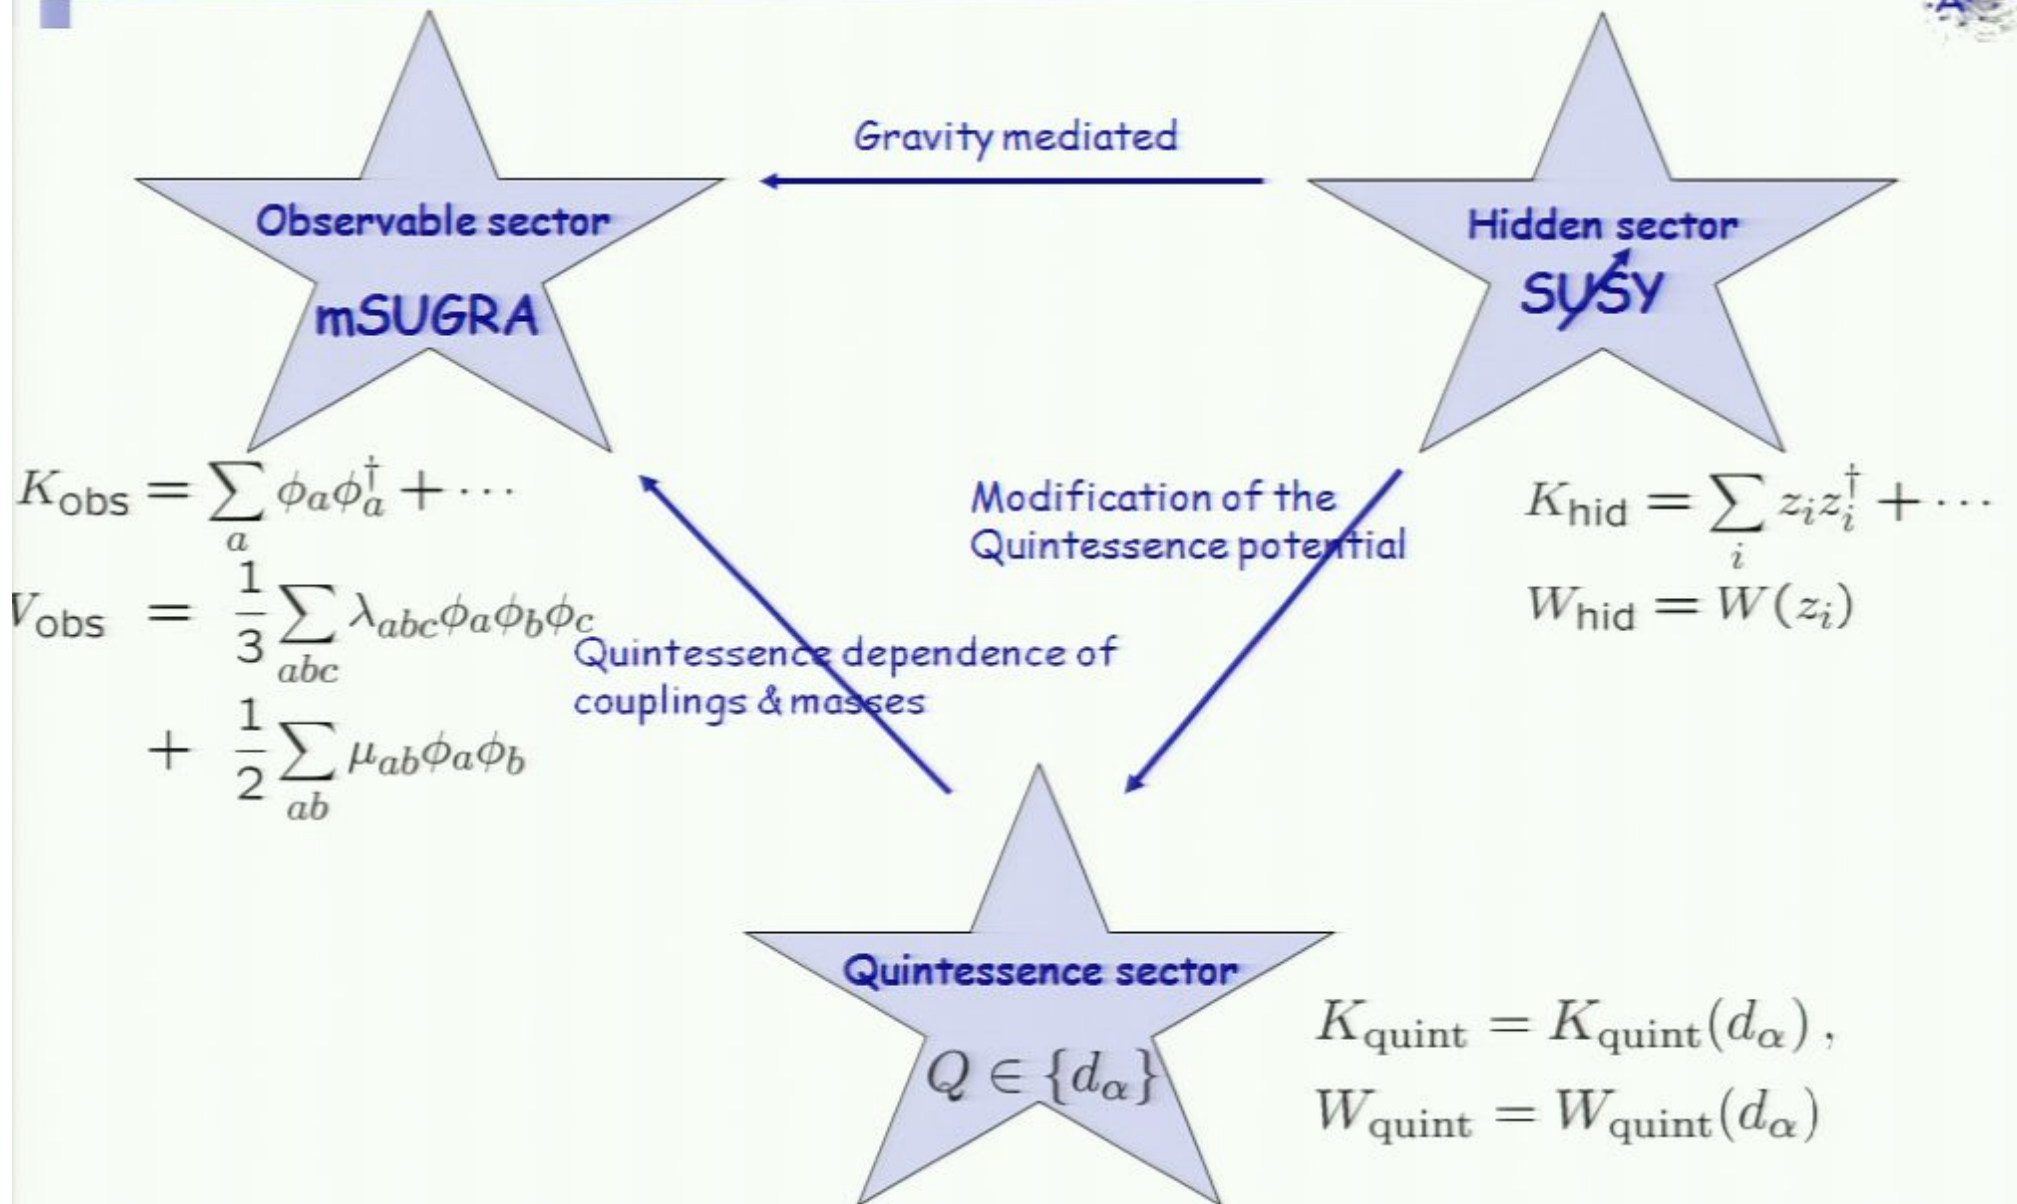 Gravity mediated
Observable sector
mSUGRA
Hidden sector
SUSY
K_obs = ∑_a φ_a φ_a^† + ···
V_obs = 1/3 ∑_abc λ_abc φ_a φ_b φ_c
+ 1/2 ∑_ab μ_ab φ_a φ_b
Modification of the
Quintessence potential
K_hid = ∑_i z_i z_i^† + ···
W_hid = W(z_i)
Quintessence dependence of
couplings & masses
Quintessence sector
Q ∈ {d_α}
K_quint = K_quint(d_α),
W_quint = W_quint(d_α)